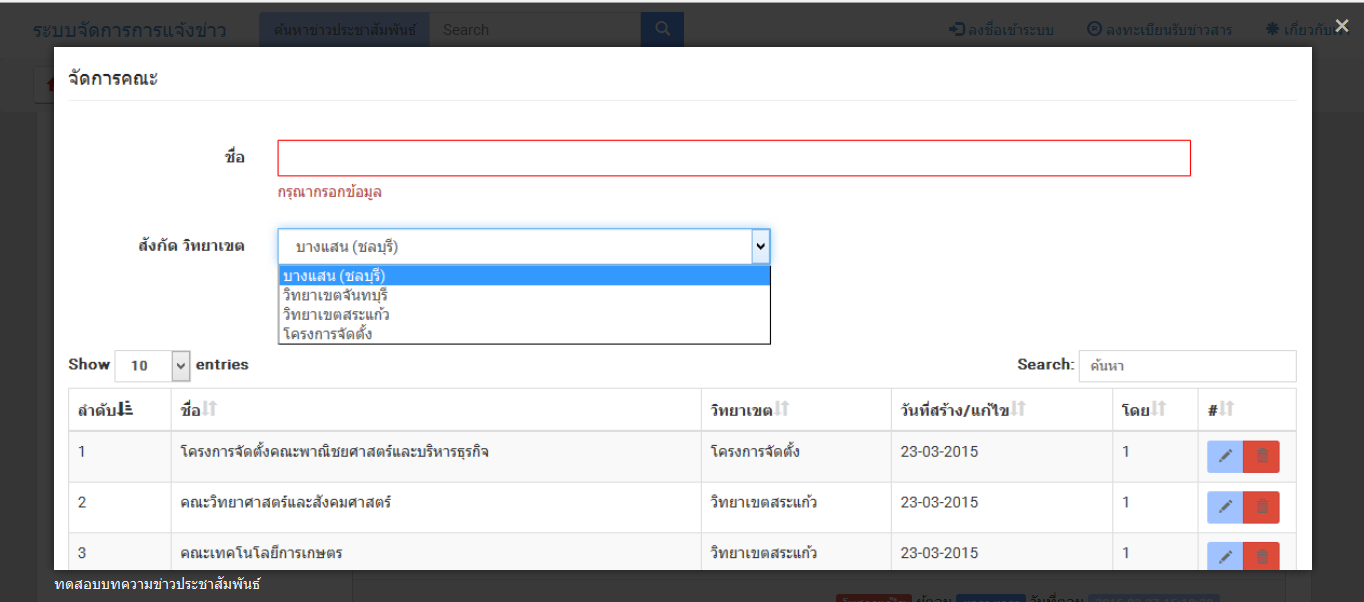 ระบบจัดการการแจ้งข่าว ค้นหาข่าวประชาสัมพันธ์ Search ลงชื่อเข้าระบบ ลงทะเบียนรับข่าวสาร
จัดการคณะ
ชื่อ
กรุณากรอกข้อมูล
สังกัด วิทยาเขต บางแสน (ชลบุรี)
บางแสน (ชลบุรี)
วิทยาเขตจันทบุรี
วิทยาเขตสระแก้ว
โครงการจัดตั้ง
Show 10 entries Search: ค้นหา
ลำดับ ชื่อ วิทยาเขต วันที่สร้าง/แก้ไข โดย #
1 โครงการจัดตั้งคณะพาณิชยศาสตร์และบริหารธุรกิจ โครงการจัดตั้ง 23-03-2015 1
2 คณะวิทยาศาสตร์และสังคมศาสตร์ วิทยาเขตสระแก้ว 23-03-2015 1
3 คณะเทคโนโลยีการเกษตร วิทยาเขตสระแก้ว 23-03-2015 1
ทดสอบบทความข่าวประชาสัมพันธ์